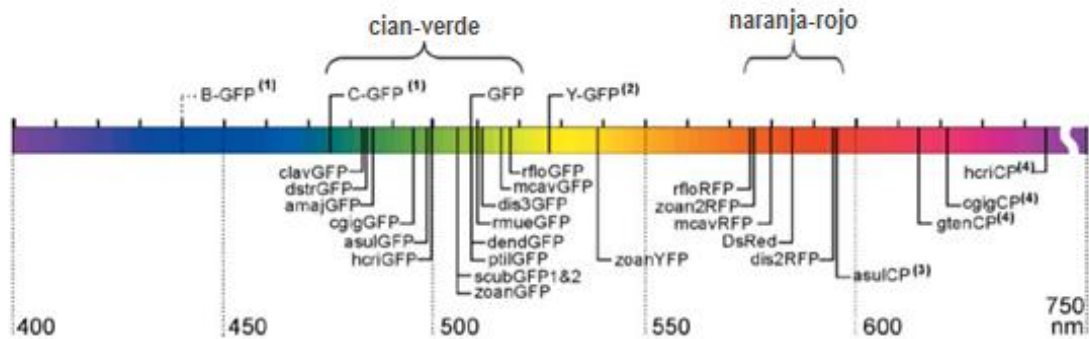 cian-verde
naranja-rojo
B-GFP (1)
C-GFP (1)
GFP
Y-GFP (2)
clavGFP
dstrGFP
amajGFP
cgigGFP
asulGFP
hcriGFP
rfloGFP
mcavGFP
dis3GFP
rmueGFP
dendGFP
ptilGFP
scubGFP1&2
zoanGFP
zoanYFP
rfloRFP
zoan2RFP
mcavRFP
DsRed
dis2RFP
asulCP (3)
hcriCP (4)
cgigCP (4)
gtenCP (4)
400
450
500
550
600
750
nm